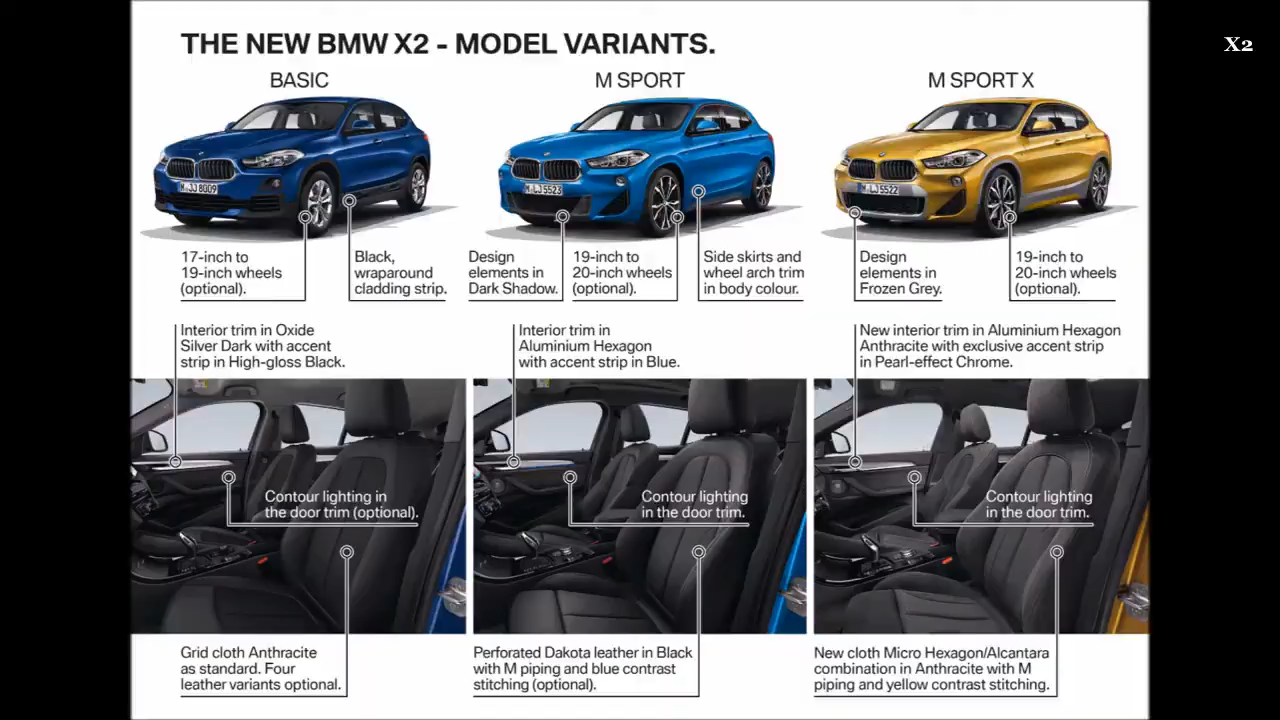 THE NEW BMW X2 - MODEL VARIANTS.
X2
BASIC
M SPORT
M SPORT X
M JJ 8009
M LJ 5523
M LJ 5522
17-inch to
19-inch wheels
(optional).
Black,
wraparound
cladding strip.
Design
elements in
Dark Shadow.
19-inch to
20-inch wheels
(optional).
Side skirts and
wheel arch trim
in body colour.
Design
elements in
Frozen Grey.
19-inch to
20-inch wheels
(optional).
Interior trim in Oxide
Silver Dark with accent
strip in High-gloss Black.
Interior trim in
Aluminium Hexagon
with accent strip in Blue.
New interior trim in Aluminium Hexagon
Anthracite with exclusive accent strip
in Pearl-effect Chrome.
Contour lighting in
the door trim (optional).
Contour lighting
in the door trim.
Contour lighting
in the door trim.
Grid cloth Anthracite
as standard. Four
leather variants optional.
Perforated Dakota leather in Black
with M piping and blue contrast
stitching (optional).
New cloth Micro Hexagon/Alcantara
combination in Anthracite with M
piping and yellow contrast stitching.